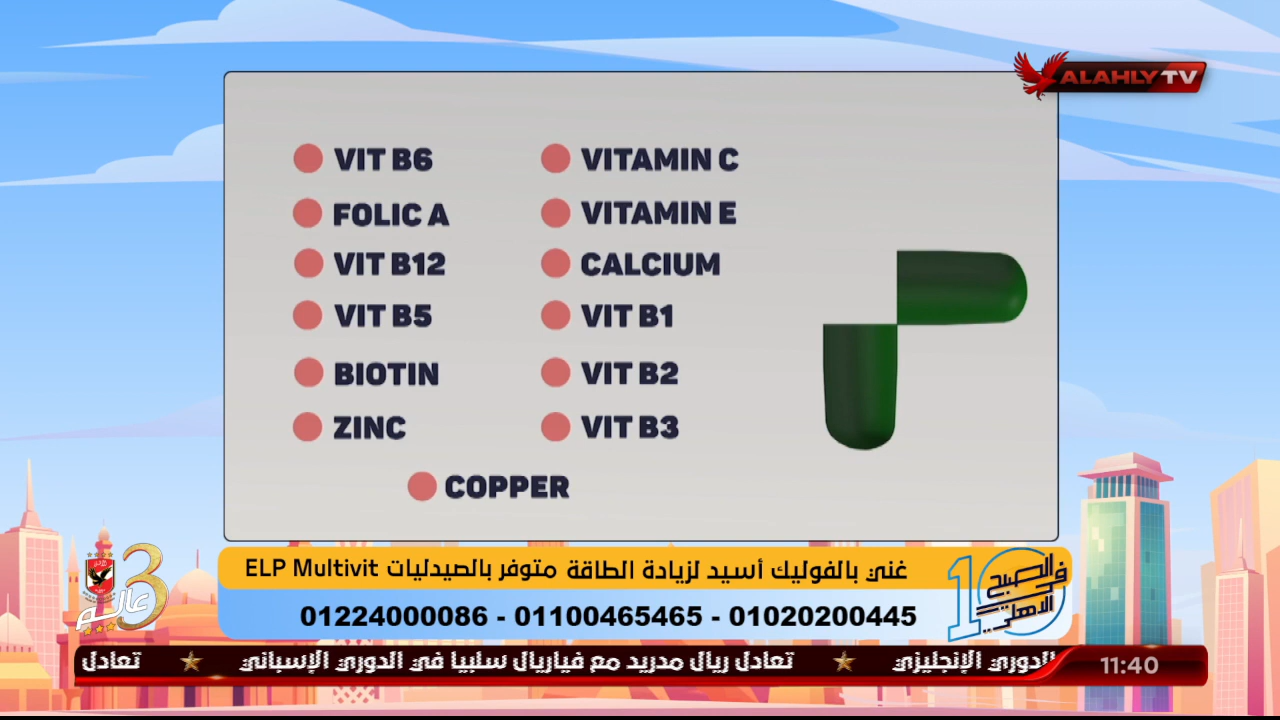 ALAHLY TV
VIT B6
FOLIC A
VIT B12
VIT B5
BIOTIN
ZINC
VITAMIN C
VITAMIN E
CALCIUM
VIT B1
VIT B2
VIT B3
COPPER
غني بالفوليك أسيد لزيادة الطاقة متوفر بالصيدليات ELP Multivit
01224000086 - 01100465465 - 01020200445
10 الصبح في الاهلي..
3 عالم
الدوري الإنجليزي ★ تعادل ريال مدريد مع فياريال سلبيا في الدوري الإسباني ★ تعادل
11:40